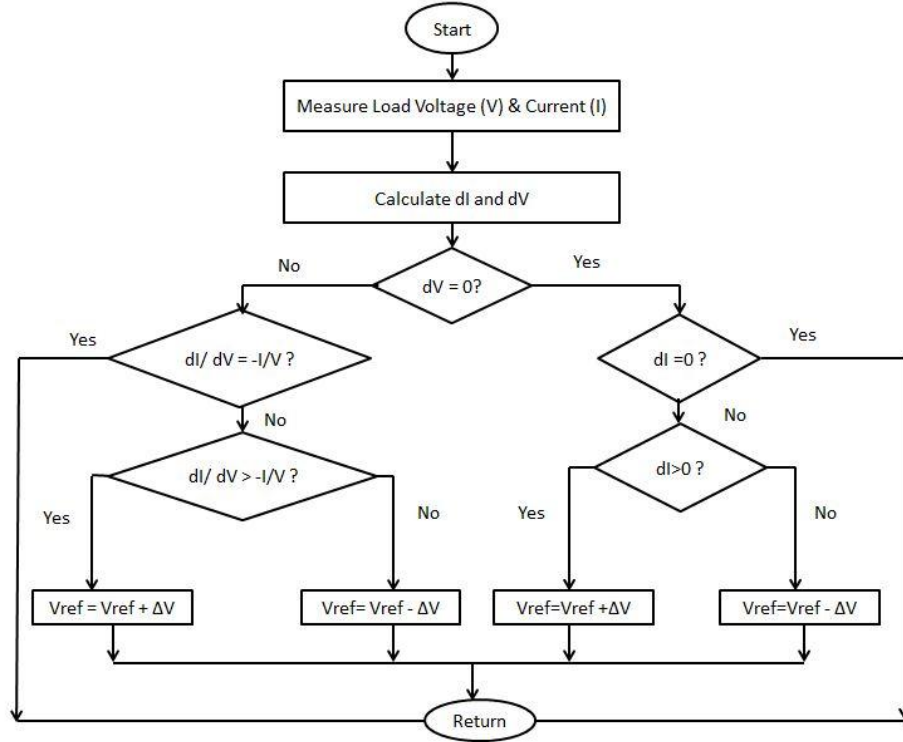 Start
Measure Load Voltage (V) & Current (I)
Calculate dI and dV
No
Yes
dV = 0?
Yes
dI/ dV = -I/V ?
dI =0 ?
Yes
No
No
dI/ dV > -I/V ?
dI>0 ?
Yes
No
Yes
No
Vref = Vref + ΔV
Vref= Vref - ΔV
Vref=Vref +ΔV
Vref=Vref - ΔV
Return